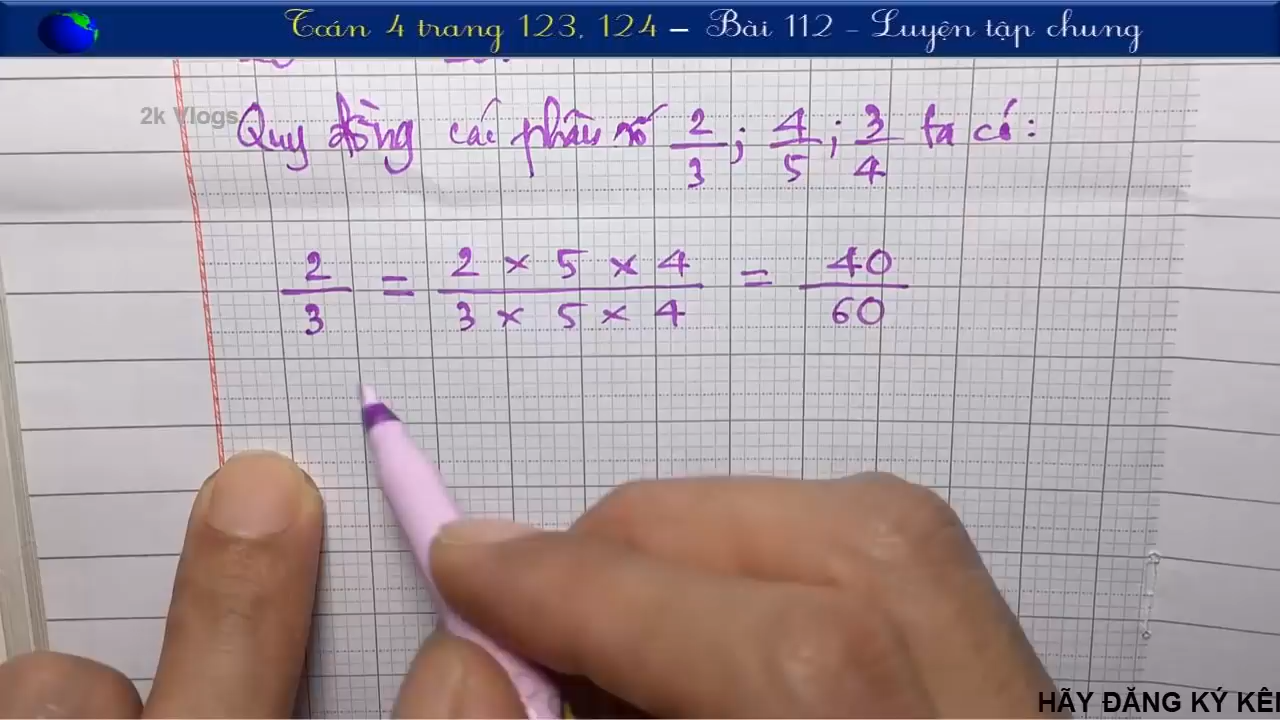 Toán 4 trang 123, 124 – Bài 112 - Luyện tập chung
2k Vlogs
Quy đồng các phân số 2/3 ; 4/5 ; 3/4 ta có:
2/3 = 2 × 5 × 4 / 3 × 5 × 4 = 40/60
HÃY ĐĂNG KÝ KÊ